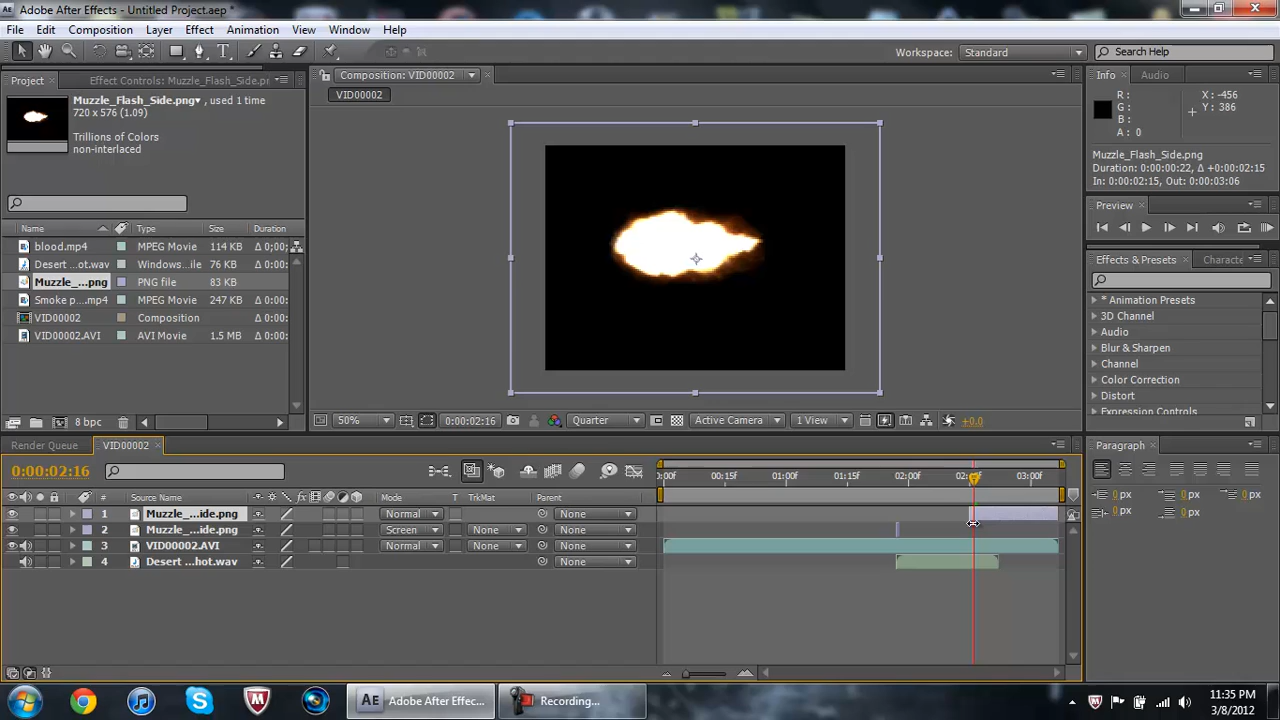 Adobe After Effects - Untitled Project.aep *
File Edit Composition Layer Effect Animation View Window Help
Workspace: Standard Search Help
Project Effect Controls: Muzzle_Flash_Side.pr
Composition: VID00002
Info Audio
VID00002
Muzzle_Flash_Side.png , used 1 time
720 x 576 (1.09)
Trillions of Colors
non-interlaced
R :
G :
B :
A : 0
X : -456
Y : 386
Muzzle_Flash_Side.png
Duration: 0:00:00:22, Δ +0:00:02:15
In: 0:00:02:15, Out: 0:00:03:06
Preview
Effects & Presets Characte
* Animation Presets
3D Channel
Audio
Blur & Sharpen
Channel
Color Correction
Distort
Expression Controls
Name Type Size Duration
blood.mp4 MPEG Movie 114 KB Δ 0;00;
Desert ...ot.wav Windows...ile 76 KB Δ 0:00:
Muzzle_...png PNG file 83 KB
Smoke p....mp4 MPEG Movie 247 KB Δ 0:00:
VID00002 Composition Δ 0:00:
VID00002.AVI AVI Movie 1.5 MB Δ 0:00:
8 bpc
50% 0:00:02:16 Quarter Active Camera 1 View +0.0
Render Queue VID00002
Paragraph
0:00:02:16
:00f 00:15f 01:00f 01:15f 02:00f 02: 03:00f
# Source Name Mode T TrkMat Parent
1 Muzzle_...ide.png Normal None
2 Muzzle_...ide.png Screen None None
3 VID00002.AVI Normal None None
4 Desert ...hot.wav None
0 px 0 px 0 px
0 px 0 px
Adobe After Effec...
Recording...
11:35 PM
3/8/2012